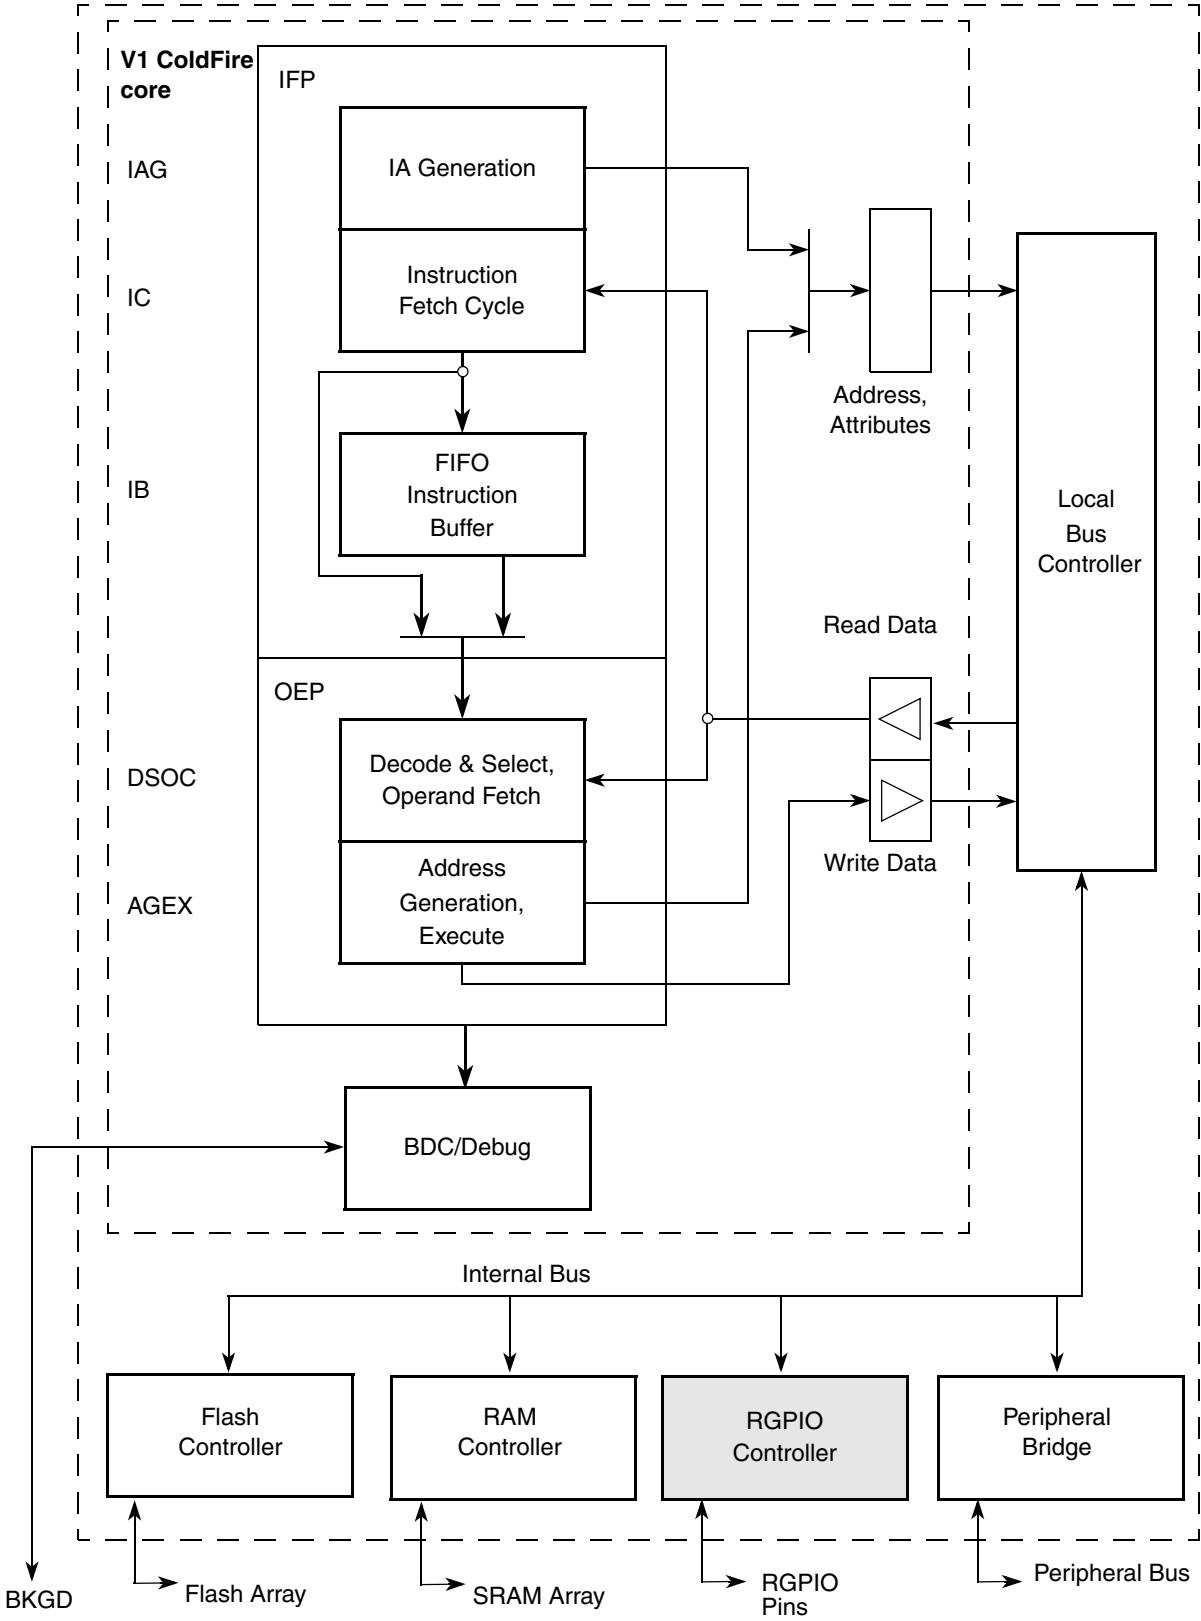 V1 ColdFire
core
IFP
IAG
IA Generation
IC
Instruction
Fetch Cycle
Address,
Attributes
IB
FIFO
Instruction
Buffer
Local
Bus
Controller
Read Data
OEP
DSOC
Decode & Select,
Operand Fetch
Write Data
AGEX
Address
Generation,
Execute
BDC/Debug
Internal Bus
Flash
Controller
RAM
Controller
RGPIO
Controller
Peripheral
Bridge
BKGD
Flash Array
SRAM Array
RGPIO
Pins
Peripheral Bus